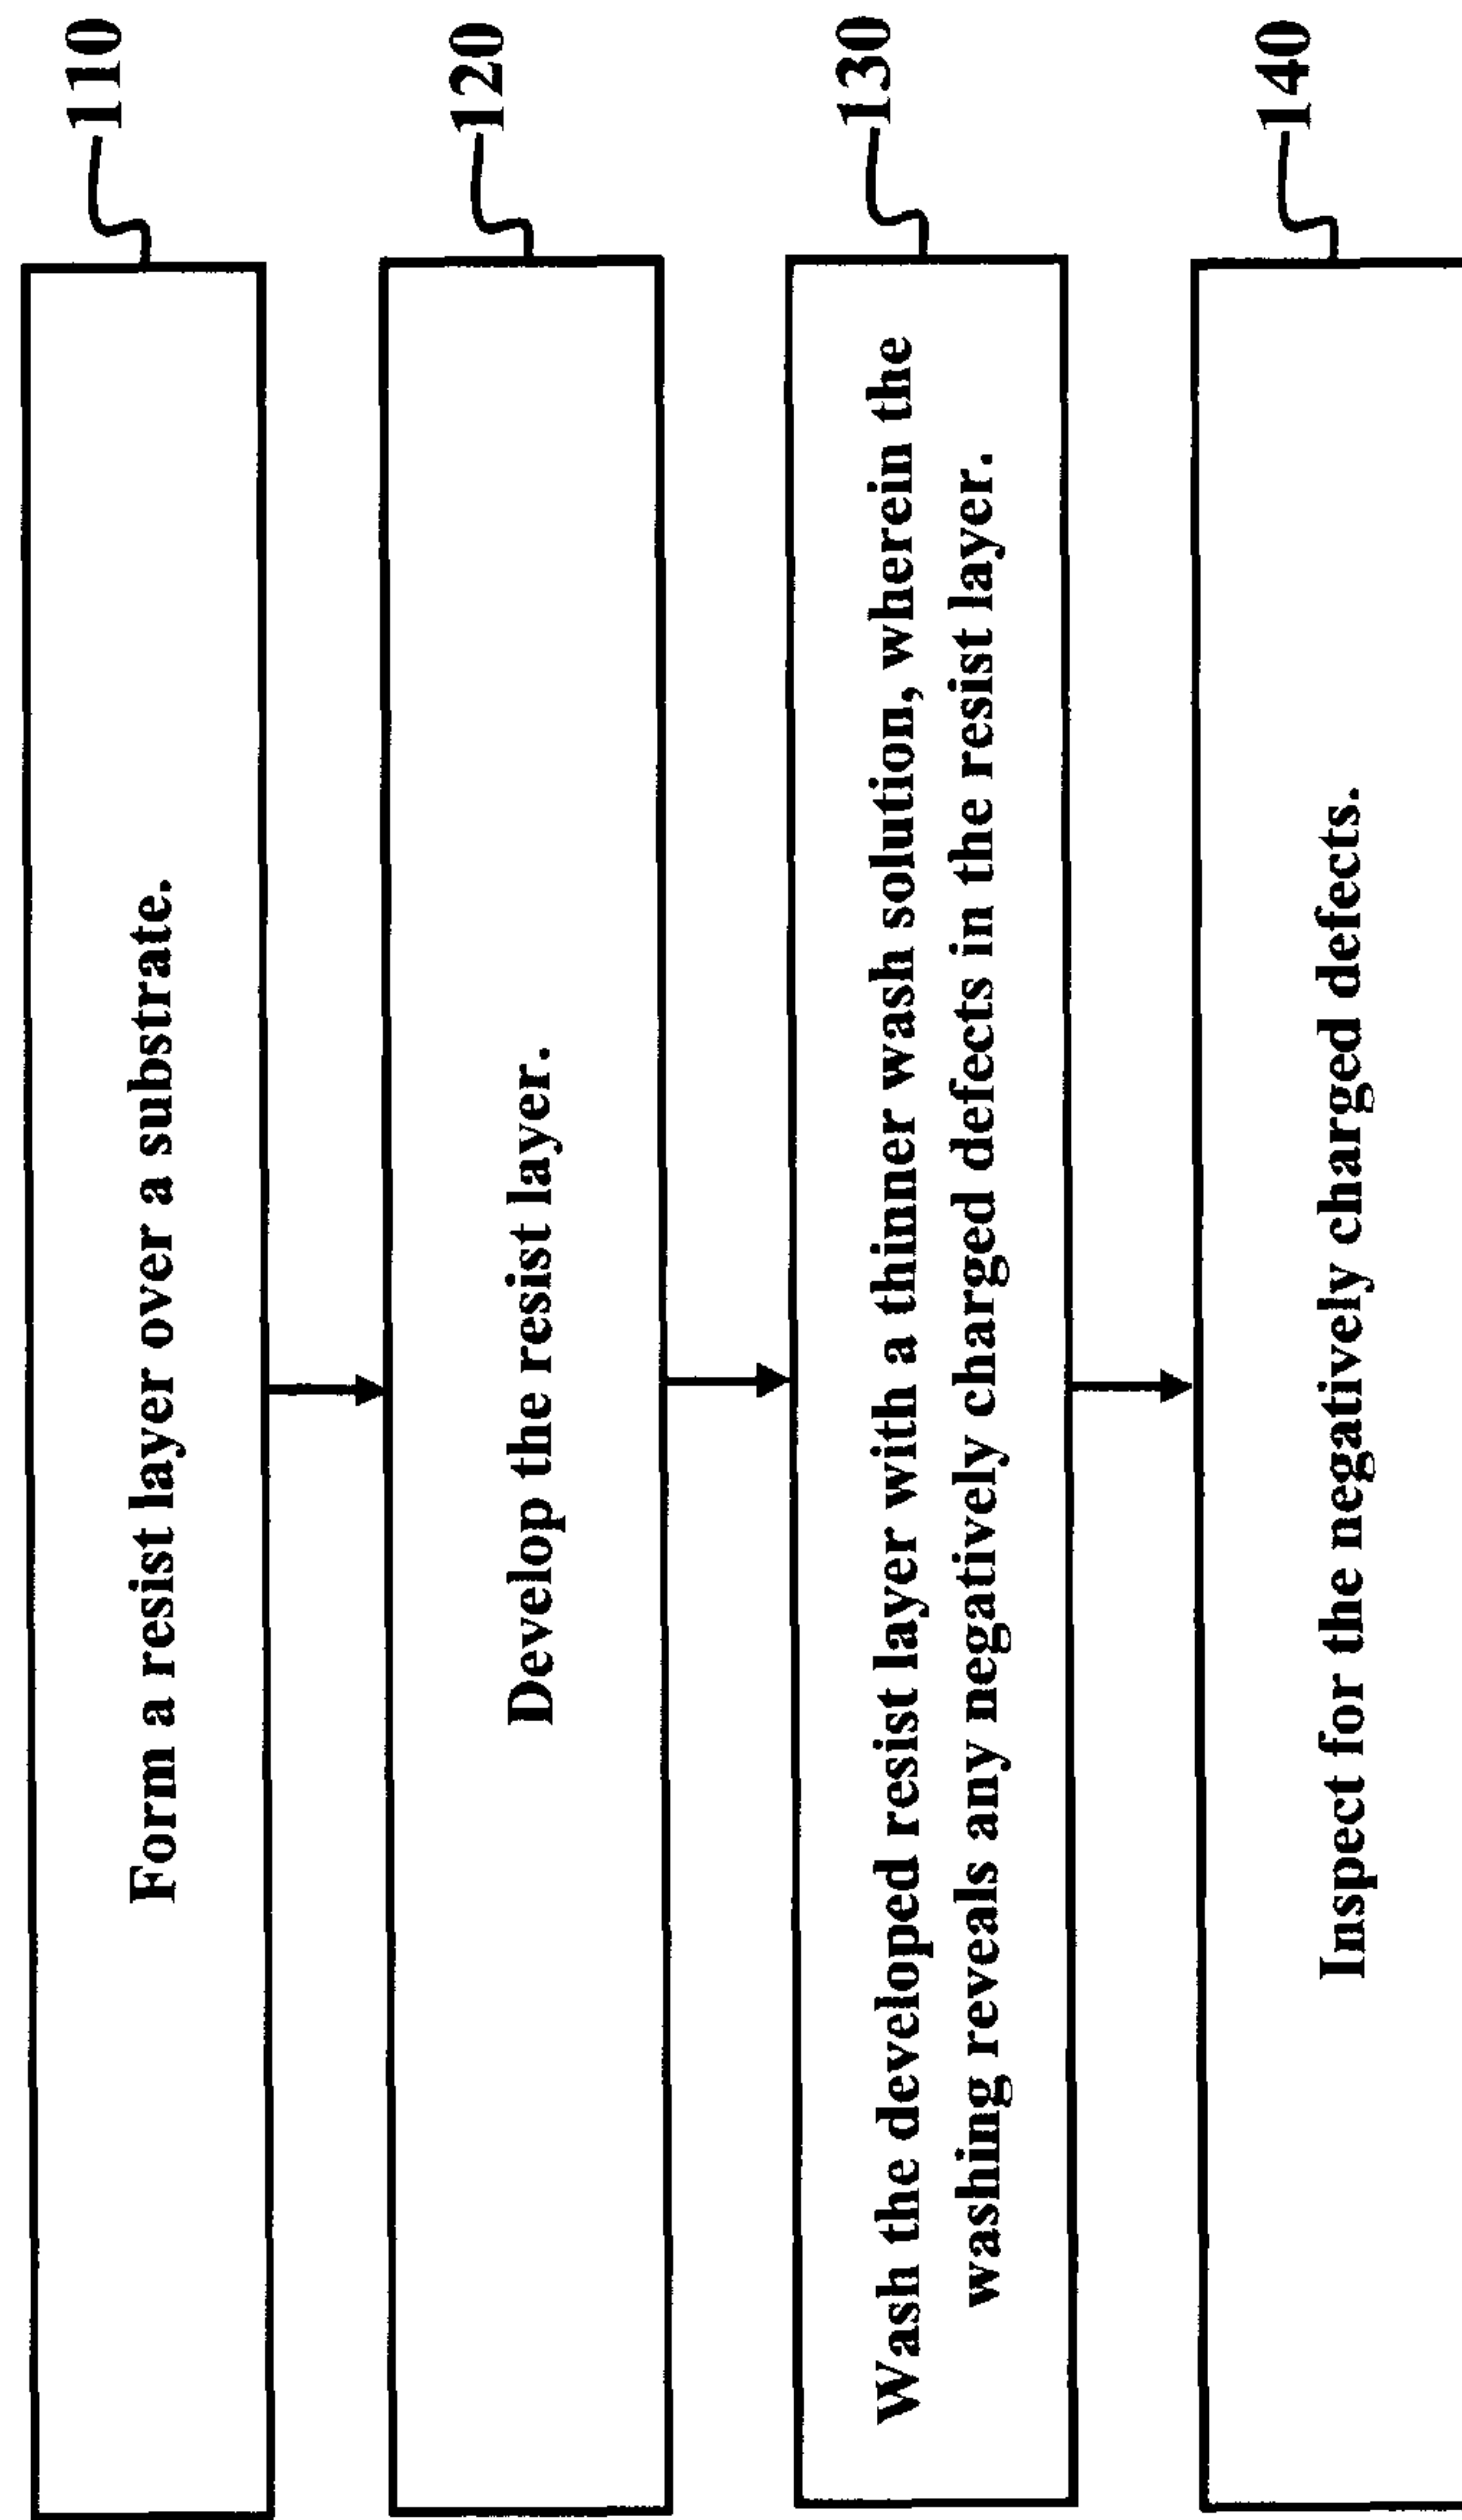 Form a resist layer over a substrate.
110
Develop the resist layer.
120
Wash the developed resist layer with a thinner wash solution, wherein the
washing reveals any negatively charged defects in the resist layer.
130
Inspect for the negatively charged defects.
140